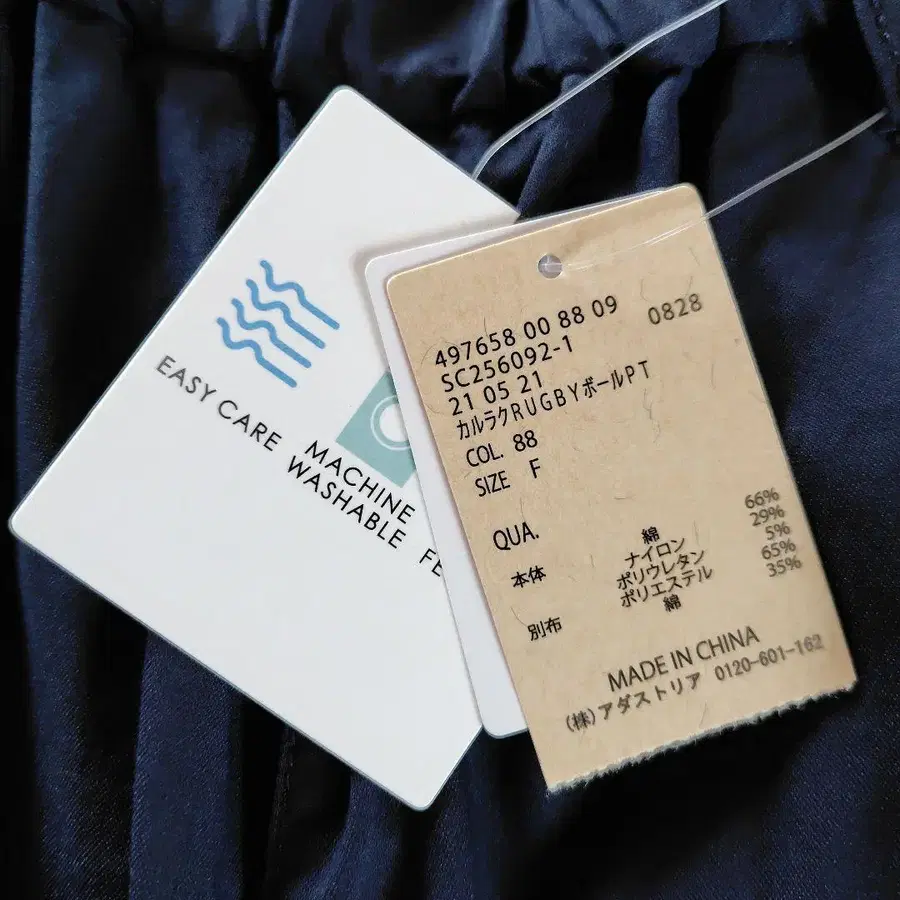 EASY CARE
MACHINE
WASHABLE
497658 00 88 09
0828
SC256092-1
21 05 21
カルラクRUGBYボールPT
COL. 88
SIZE F
QUA.
本体 綿 66%
ナイロン 29%
ポリウレタン 5%
別布 ポリエステル 65%
綿 35%
MADE IN CHINA
(株)アダストリア 0120-601-162